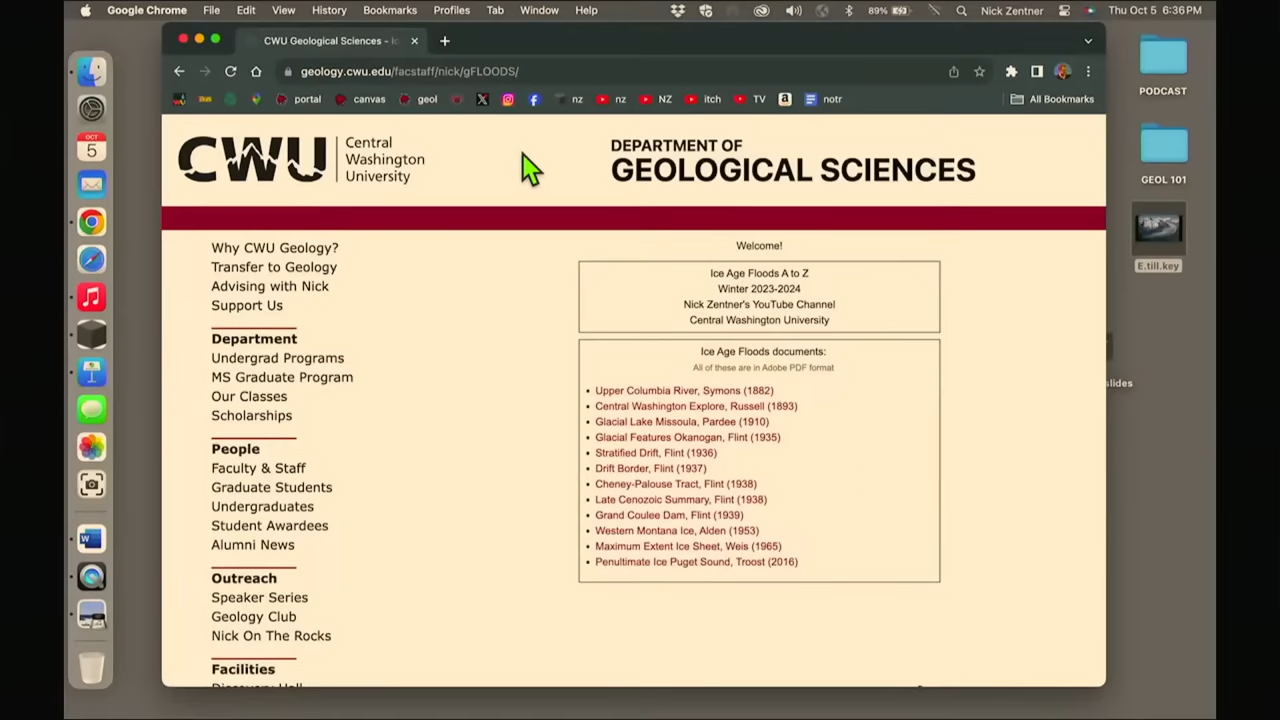 Google Chrome File Edit View History Bookmarks Profiles Tab Window Help 89% Nick Zentner Thu Oct 5 6:36 PM
CWU Geological Sciences -
geology.cwu.edu/facstaff/nick/gFLOODS/
portal canvas geol nz nz NZ itch TV notr All Bookmarks
PODCAST
OCT
5
GEOL 101
E.till.key
slides
CWU Central
Washington
University
DEPARTMENT OF
GEOLOGICAL SCIENCES
Why CWU Geology?
Transfer to Geology
Advising with Nick
Support Us
Department
Undergrad Programs
MS Graduate Program
Our Classes
Scholarships
People
Faculty & Staff
Graduate Students
Undergraduates
Student Awardees
Alumni News
Outreach
Speaker Series
Geology Club
Nick On The Rocks
Facilities
Welcome!
Ice Age Floods A to Z
Winter 2023-2024
Nick Zentner's YouTube Channel
Central Washington University
Ice Age Floods documents:
All of these are in Adobe PDF format
• Upper Columbia River, Symons (1882)
• Central Washington Explore, Russell (1893)
• Glacial Lake Missoula, Pardee (1910)
• Glacial Features Okanogan, Flint (1935)
• Stratified Drift, Flint (1936)
• Drift Border, Flint (1937)
• Cheney-Palouse Tract, Flint (1938)
• Late Cenozoic Summary, Flint (1938)
• Grand Coulee Dam, Flint (1939)
• Western Montana Ice, Alden (1953)
• Maximum Extent Ice Sheet, Weis (1965)
• Penultimate Ice Puget Sound, Troost (2016)